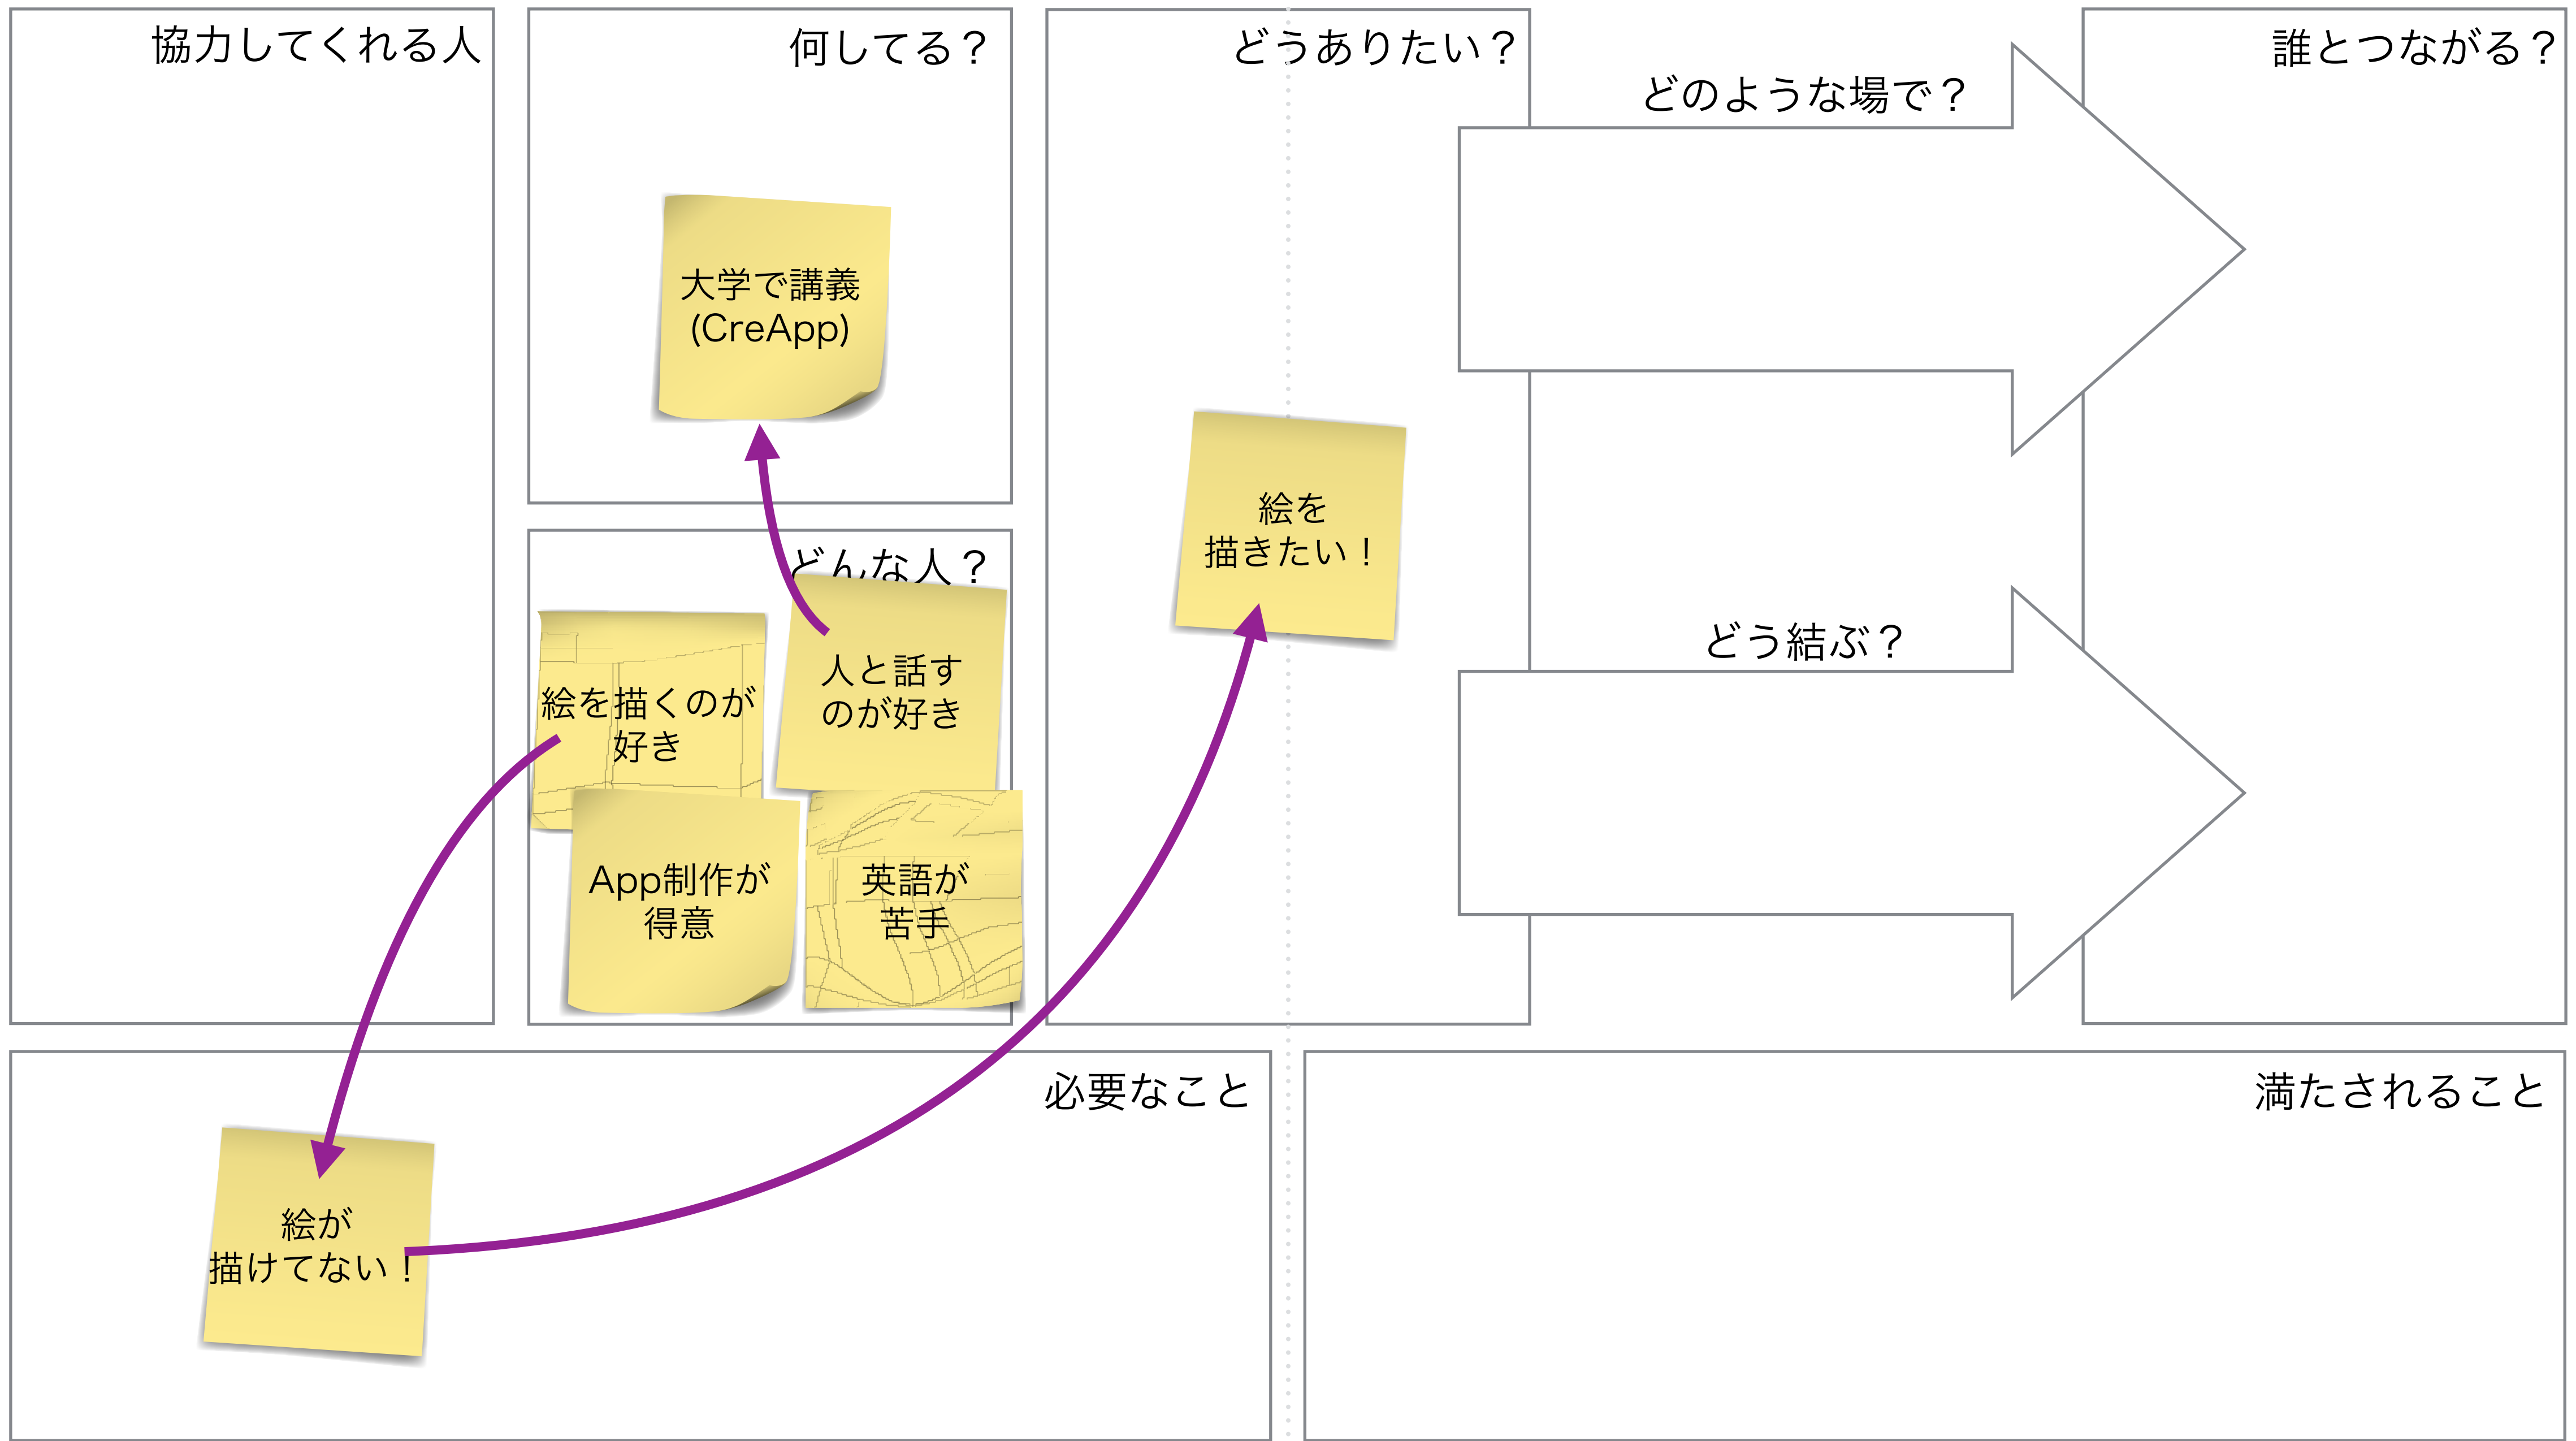 協力してくれる人
何してる？
大学で講義
(CreApp)
どんな人？
絵を描くのが
好き
人と話す
のが好き
App制作が
得意
英語が
苦手
どうありたい？
絵を
描きたい！
どのような場で？
どう結ぶ？
誰とつながる？
必要なこと
絵が
描けてない！
満たされること